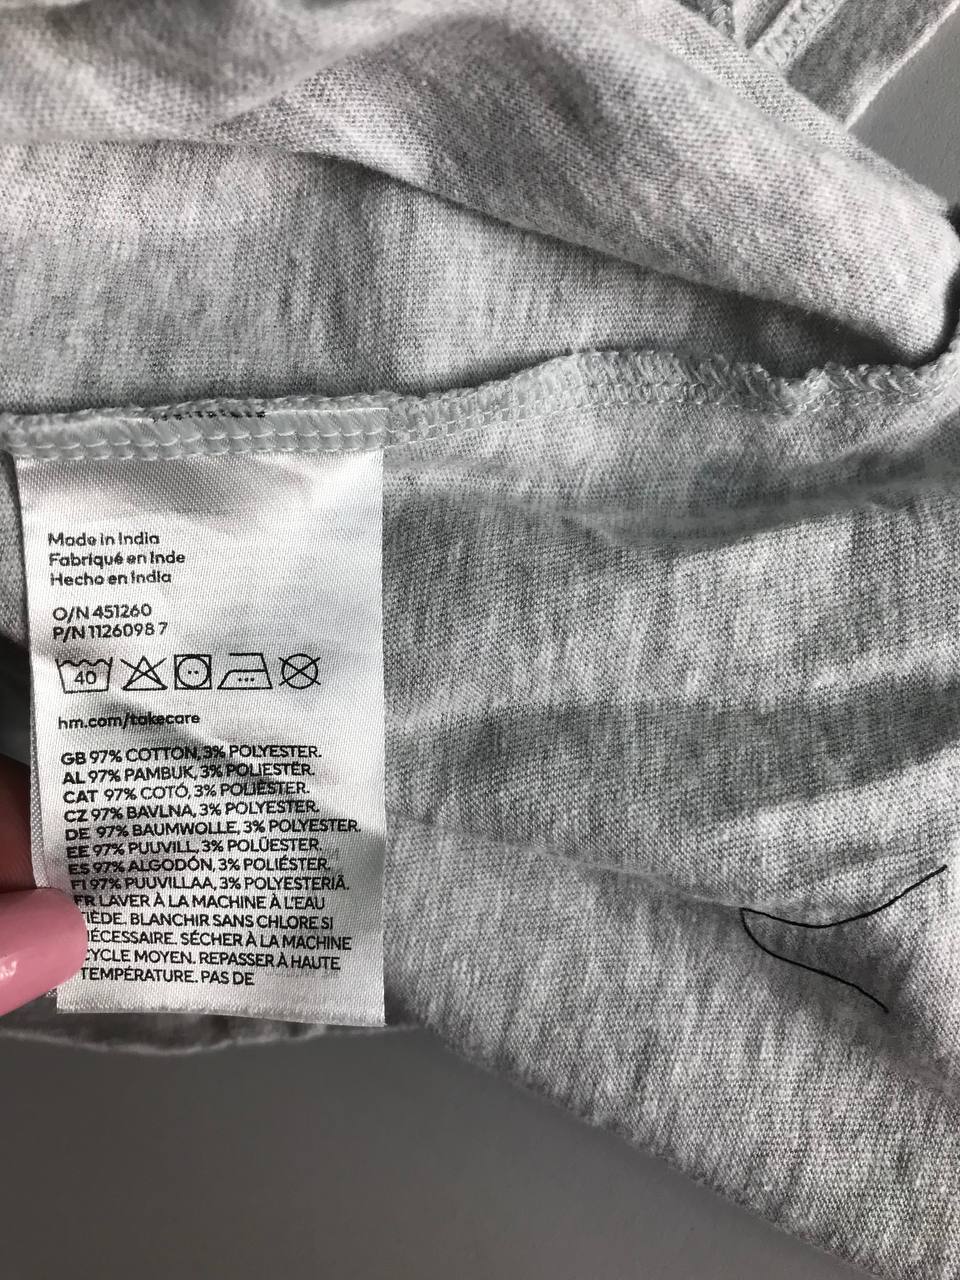 Made in India
Fabriqué en Inde
Hecho en India
O/N 451260
P/N 11260987
40
hm.com/takecare
GB 97% COTTON, 3% POLYESTER.
AL 97% PAMBUK, 3% POLIESTËR.
CAT 97% COTÓ, 3% POLIÈSTER.
CZ 97% BAVLNA, 3% POLYESTER.
DE 97% BAUMWOLLE, 3% POLYESTER.
EE 97% PUUVILL, 3% POLÜESTER.
ES 97% ALGODÓN, 3% POLIÉSTER.
FI 97% PUUVILLAA, 3% POLYESTERIÄ.
FR LAVER À LA MACHINE À L'EAU
TIÈDE. BLANCHIR SANS CHLORE SI
NÉCESSAIRE. SÉCHER À LA MACHINE
CYCLE MOYEN. REPASSER À HAUTE
TEMPÉRATURE. PAS DE